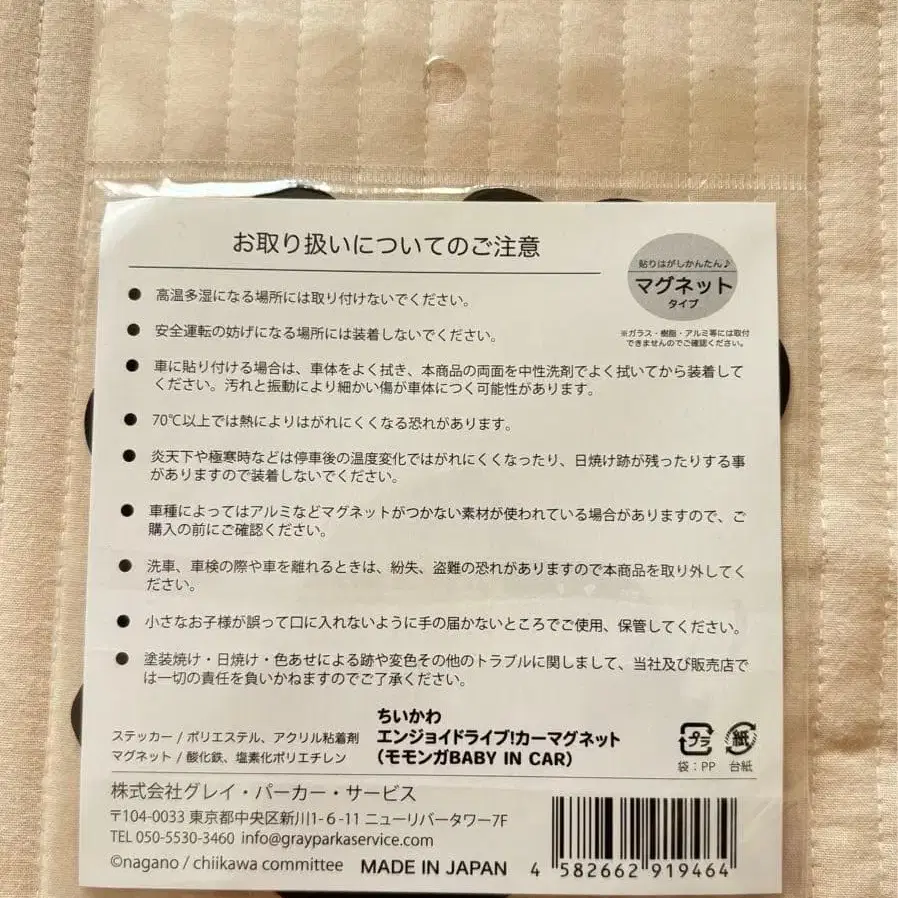 お取り扱いについてのご注意
貼りはがしかんたん♪
マグネット
タイプ
※ガラス・樹脂・アルミ等には取付
できませんのでご確認ください。
● 高温多湿になる場所には取り付けないでください。
● 安全運転の妨げになる場所には装着しないでください。
● 車に貼り付ける場合は、車体をよく拭き、本商品の両面を中性洗剤でよく拭いてから装着して
ください。汚れと振動により細かい傷が車体につく可能性があります。
● 70℃以上では熱によりはがれにくくなる恐れがあります。
● 炎天下や極寒時などは停車後の温度変化ではがれにくくなったり、日焼け跡が残ったりする事
がありますので装着しないでください。
● 車種によってはアルミなどマグネットがつかない素材が使われている場合がありますので、ご
購入の前にご確認ください。
● 洗車、車検の際や車を離れるときは、紛失、盗難の恐れがありますので本商品を取り外してく
ださい。
● 小さなお子様が誤って口に入れないように手の届かないところでご使用、保管してください。
● 塗装焼け・日焼け・色あせによる跡や変色その他のトラブルに関しまして、当社及び販売店で
は一切の責任を負いかねますのでご了承ください。
ステッカー / ポリエステル、アクリル粘着剤
マグネット / 酸化鉄、塩素化ポリエチレン
ちいかわ
エンジョイドライブ!カーマグネット
(モモンガBABY IN CAR)
プラ
袋:PP
紙
台紙
株式会社グレイ・パーカー・サービス
〒104-0033 東京都中央区新川1-6-11 ニューリバータワー7F
TEL 050-5530-3460 info@grayparkaservice.com
©nagano / chiikawa committee MADE IN JAPAN
4 582662 919464